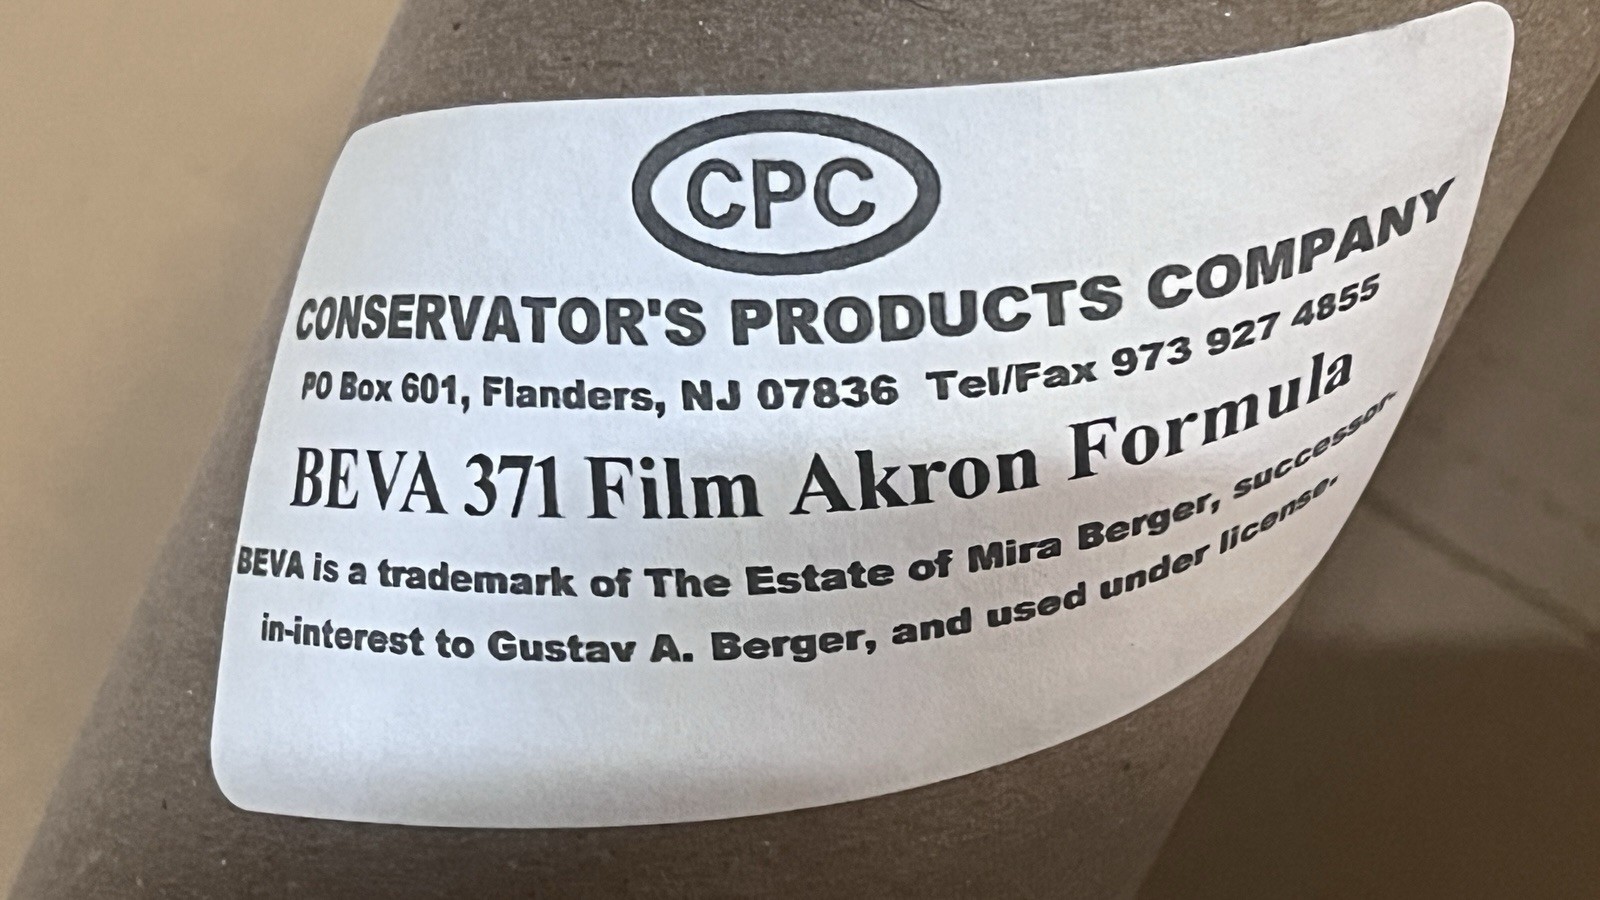 CPC
CONSERVATOR'S PRODUCTS COMPANY
PO Box 601, Flanders, NJ 07836 Tel/Fax 973 927 4855
BEVA 371 Film Akron Formula
BEVA is a trademark of The Estate of Mira Berger, successor-
in-interest to Gustav A. Berger, and used under license.